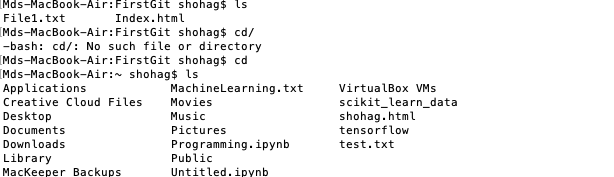 [Mds-MacBook-Air:FirstGit shohag$ ls
File1.txt Index.html
[Mds-MacBook-Air:FirstGit shohag$ cd/
-bash: cd/: No such file or directory
[Mds-MacBook-Air:FirstGit shohag$ cd
[Mds-MacBook-Air:~ shohag$ ls
Applications MachineLearning.txt VirtualBox VMs
Creative Cloud Files Movies scikit_learn_data
Desktop Music shohag.html
Documents Pictures tensorflow
Downloads Programming.ipynb test.txt
Library Public
MacKeeper Backups Untitled.ipynb